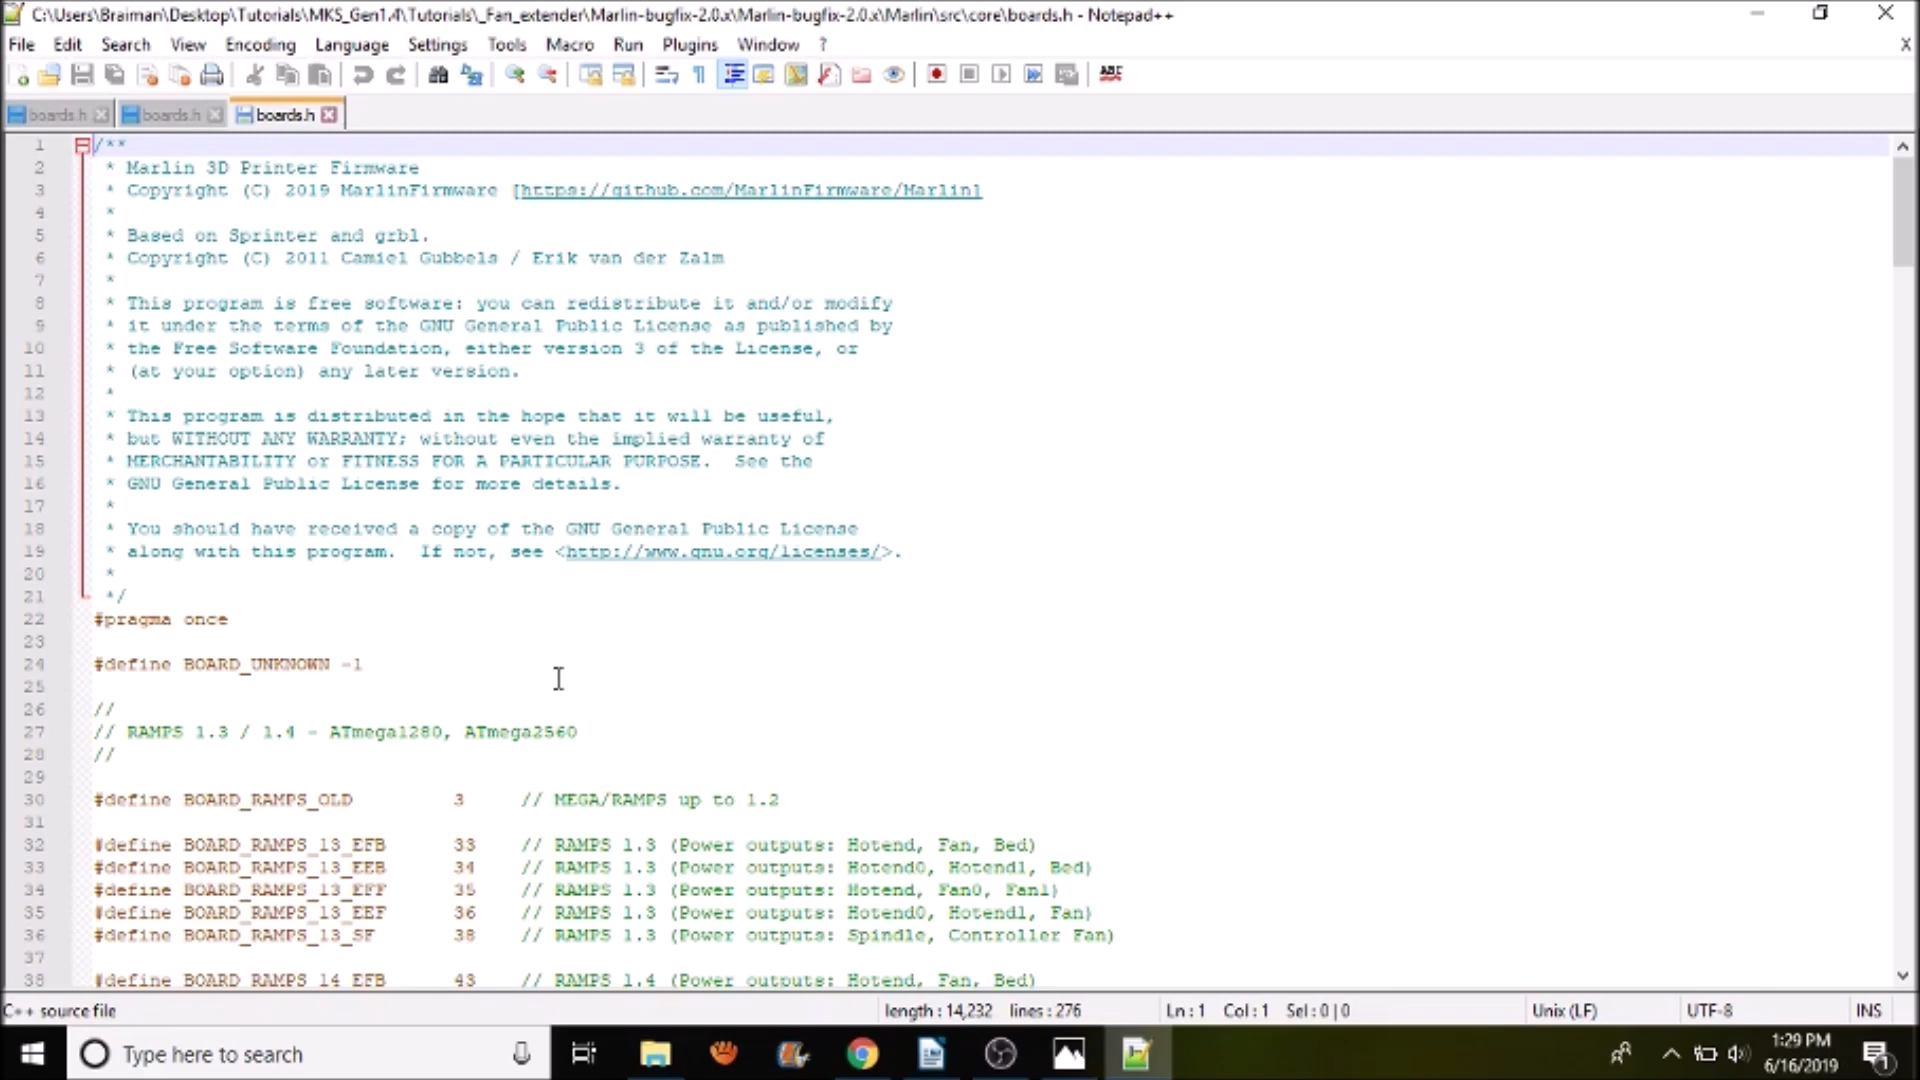 C:\Users\Braiman\Desktop\Tutorials\MKS_Gen1.4\Tutorials\_Fan_extender\Marlin-bugfix-2.0.x\Marlin-bugfix-2.0.x\Marlin\src\core\boards.h - Notepad++
File Edit Search View Encoding Language Settings Tools Macro Run Plugins Window ? X
boards.h boards.h boards.h
1 /**
2 * Marlin 3D Printer Firmware
3 * Copyright (C) 2019 MarlinFirmware [https://github.com/MarlinFirmware/Marlin]
4 *
5 * Based on Sprinter and grbl.
6 * Copyright (C) 2011 Camiel Gubbels / Erik van der Zalm
7 *
8 * This program is free software: you can redistribute it and/or modify
9 * it under the terms of the GNU General Public License as published by
10 * the Free Software Foundation, either version 3 of the License, or
11 * (at your option) any later version.
12 *
13 * This program is distributed in the hope that it will be useful,
14 * but WITHOUT ANY WARRANTY; without even the implied warranty of
15 * MERCHANTABILITY or FITNESS FOR A PARTICULAR PURPOSE.  See the
16 * GNU General Public License for more details.
17 *
18 * You should have received a copy of the GNU General Public License
19 * along with this program.  If not, see <http://www.gnu.org/licenses/>.
20 *
21 */
22 #pragma once
23
24 #define BOARD_UNKNOWN -1
25
26 //
27 // RAMPS 1.3 / 1.4 - ATmega1280, ATmega2560
28 //
29
30 #define BOARD_RAMPS_OLD 3 // MEGA/RAMPS up to 1.2
31
32 #define BOARD_RAMPS_13_EFB 33 // RAMPS 1.3 (Power outputs: Hotend, Fan, Bed)
33 #define BOARD_RAMPS_13_EEB 34 // RAMPS 1.3 (Power outputs: Hotend0, Hotend1, Bed)
34 #define BOARD_RAMPS_13_EFF 35 // RAMPS 1.3 (Power outputs: Hotend, Fan0, Fan1)
35 #define BOARD_RAMPS_13_EEF 36 // RAMPS 1.3 (Power outputs: Hotend0, Hotend1, Fan)
36 #define BOARD_RAMPS_13_SF 38 // RAMPS 1.3 (Power outputs: Spindle, Controller Fan)
37
38 #define BOARD_RAMPS_14_EFB 43 // RAMPS 1.4 (Power outputs: Hotend, Fan, Bed)
C++ source file length : 14,232 lines : 276 Ln : 1 Col : 1 Sel : 0 | 0 Unix (LF) UTF-8 INS
Type here to search
1:29 PM
6/16/2019
1